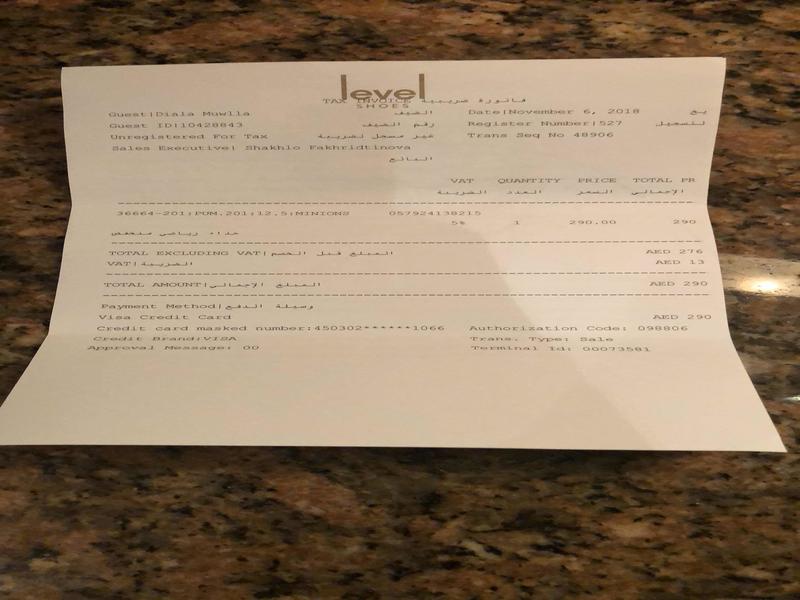 level
SHOES
TAX INVOICE فاتورة ضريبية
Guest|Diala Muwlla الضيف Date|November 6, 2018
Guest ID|10428843 رقم الضيف Register Number|527 لتسجيل
Unregistered For Tax غير مسجل لضريبة Trans Seq No 48906
Sales Executive| Shakhlo Fakhridtinova
البائع
VAT QUANTITY PRICE TOTAL PR
الضريبة العدد السعر الإجمالي
36664-201;PUM.201;12.5;MINIONS 057924138215
5% 1 290.00 290
حذاء رياضي منخفض
TOTAL EXCLUDING VAT|المبلغ قبل الخصم AED 276
VAT|الضريبة AED 13
TOTAL AMOUNT|المبلغ الإجمالي AED 290
Payment Method|وسيلة الدفع
Visa Credit Card AED 290
Credit card masked number:450302******1066 Authorization Code: 098806
Credit Brand:VISA Trans. Type: Sale
Approval Message: 00 Terminal Id: 00073581